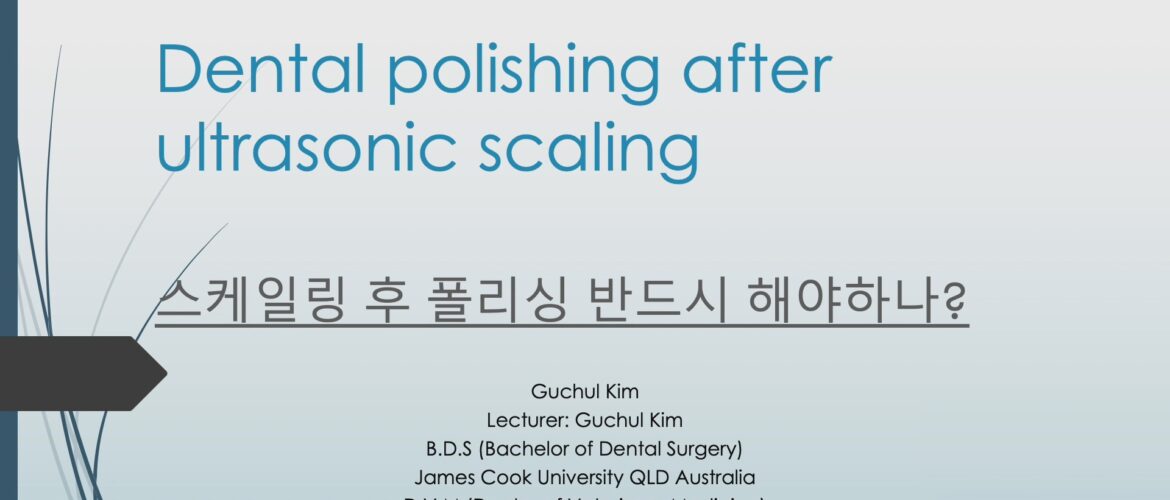 Dental polishing after
ultrasonic scaling
스케일링 후 폴리싱 반드시 해야하나?
Guchul Kim
Lecturer: Guchul Kim
B.D.S (Bachelor of Dental Surgery)
James Cook University QLD Australia